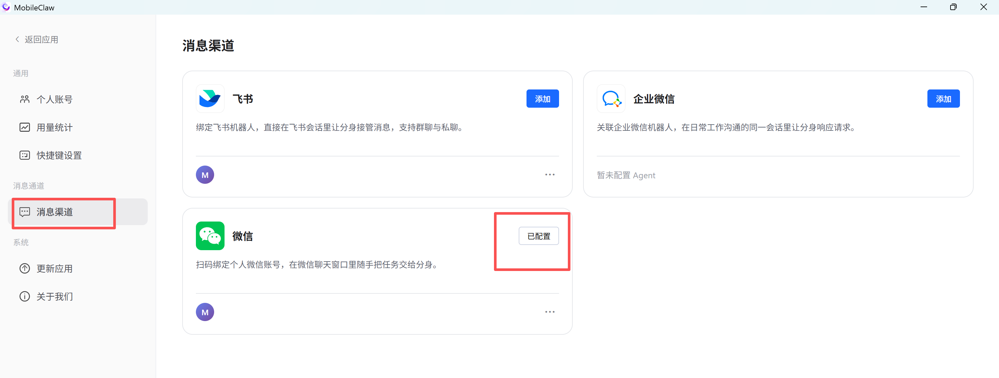 MobileClaw
返回应用
通用
个人账号
用量统计
快捷键设置
消息通道
消息渠道
系统
更新应用
关于我们
消息渠道
飞书
添加
绑定飞书机器人，直接在飞书会话里让分身接管消息，支持群聊与私聊。
M
企业微信
添加
关联企业微信机器人，在日常工作沟通的同一会话里让分身响应请求。
暂未配置 Agent
微信
已配置
扫码绑定个人微信账号，在微信聊天窗口里随手把任务交给分身。
M